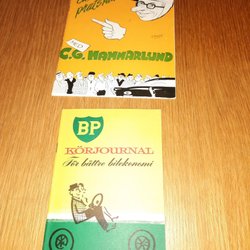 MED
C.G. HAMMARLUND
BP
KÖRJOURNAL
För bättre bilekonomi